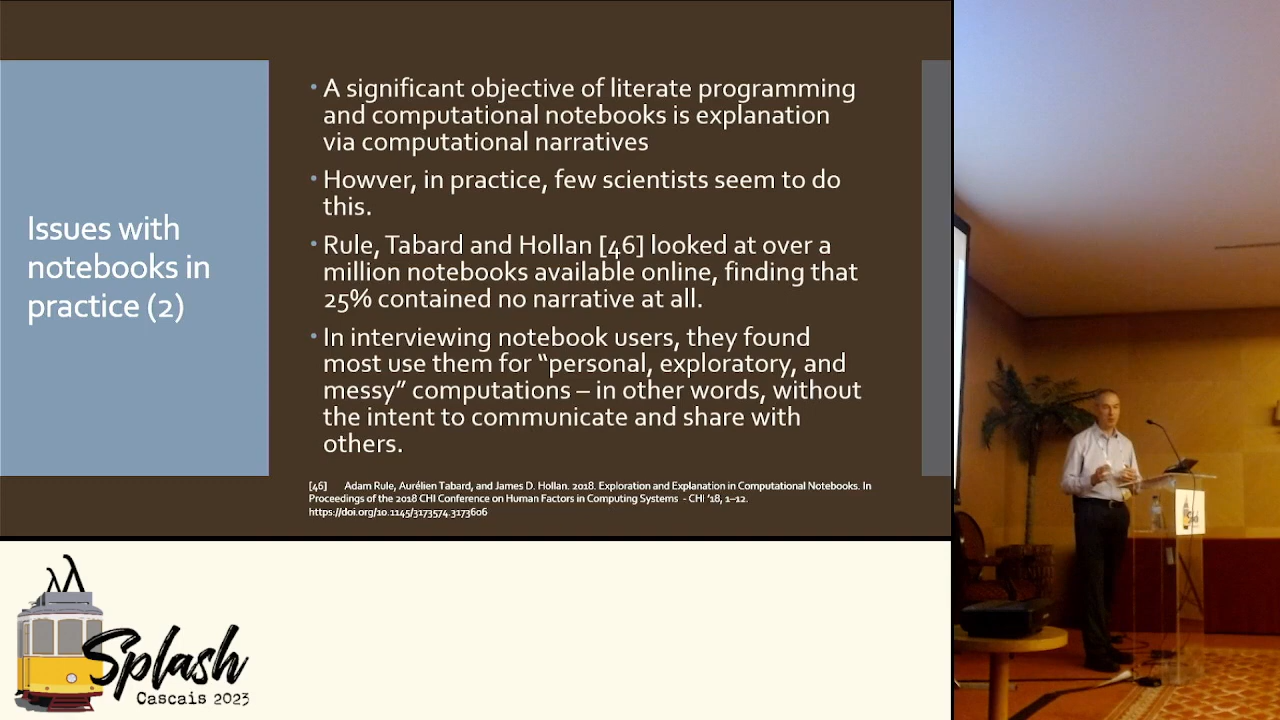 Issues with
notebooks in
practice (2)
• A significant objective of literate programming
and computational notebooks is explanation
via computational narratives
• Howver, in practice, few scientists seem to do
this.
• Rule, Tabard and Hollan [46] looked at over a
million notebooks available online, finding that
25% contained no narrative at all.
• In interviewing notebook users, they found
most use them for “personal, exploratory, and
messy” computations – in other words, without
the intent to communicate and share with
others.
[46] Adam Rule, Aurélien Tabard, and James D. Hollan. 2018. Exploration and Explanation in Computational Notebooks. In
Proceedings of the 2018 CHI Conference on Human Factors in Computing Systems - CHI ’18, 1–12.
https://doi.org/10.1145/3173574.3173606
λλ
Splash
Cascais 2023